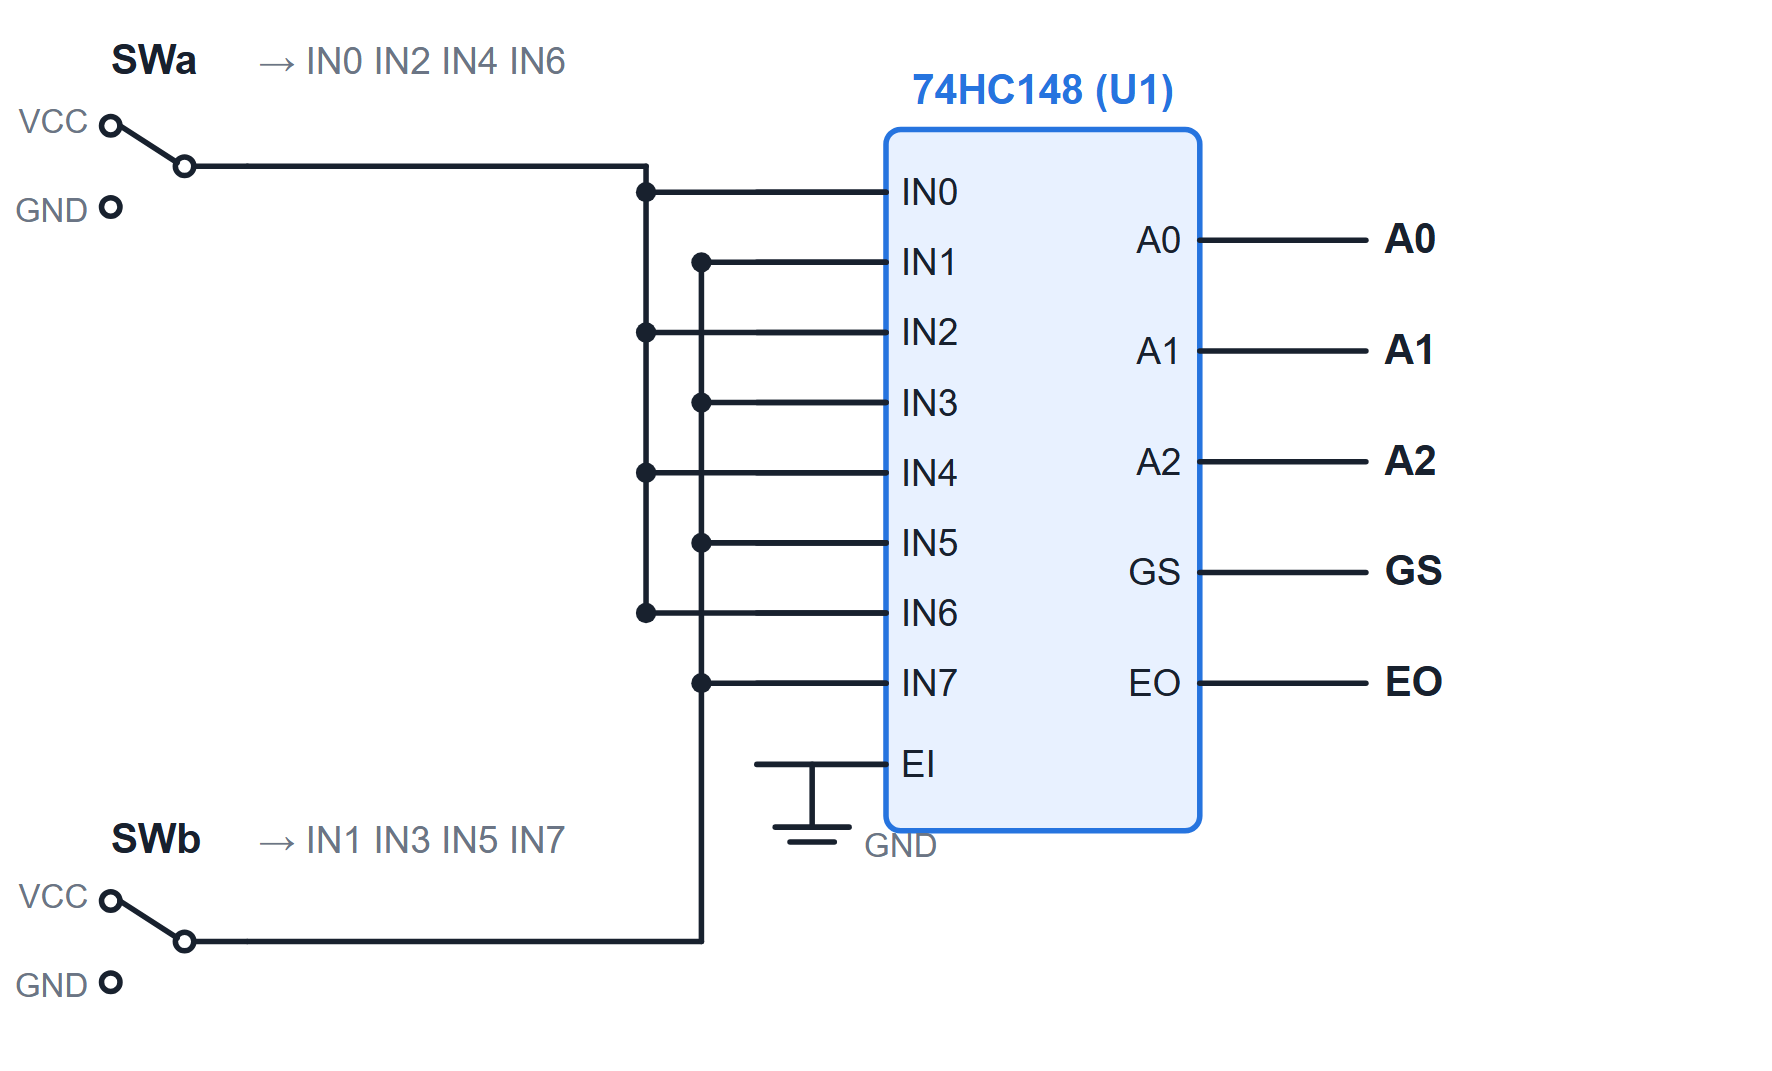 SWa → IN0 IN2 IN4 IN6
VCC
GND
74HC148 (U1)
IN0
IN1
IN2
IN3
IN4
IN5
IN6
IN7
EI
GND
A0
A1
A2
GS
EO
A0
A1
A2
GS
EO
SWb → IN1 IN3 IN5 IN7
VCC
GND